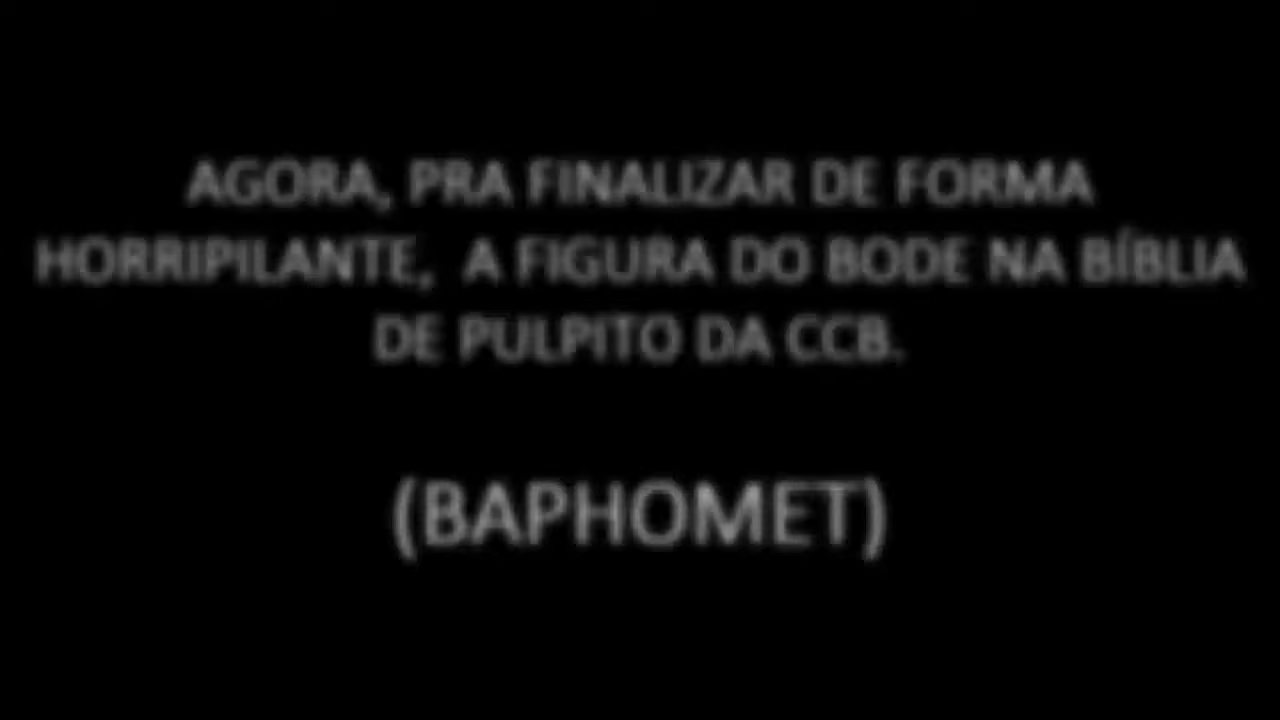 AGORA, PRA FINALIZAR DE FORMA
HORRIPILANTE, A FIGURA DO BODE NA BÍBLIA
DE PULPITO DA CCB.
(BAPHOMET)